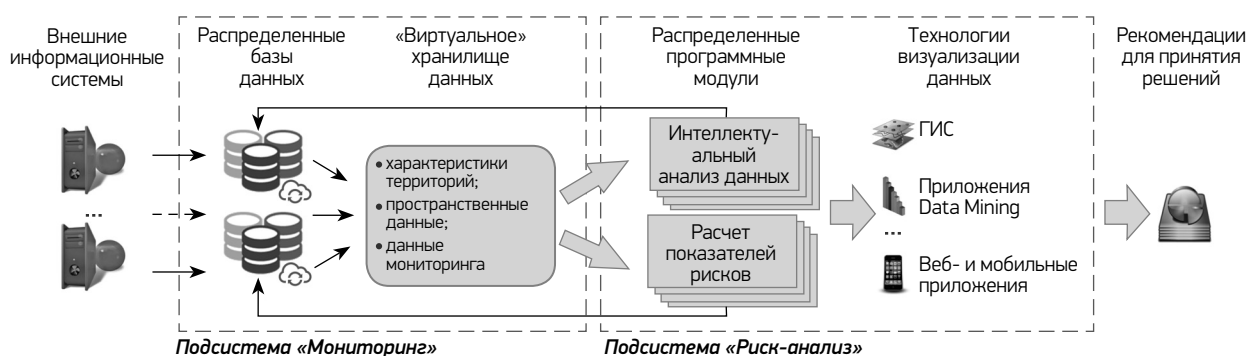 Внешние
информационные
системы
Распределенные
базы
данных
«Виртуальное»
хранилище
данных
Распределенные
программные
модули
Технологии
визуализации
данных
Рекомендации
для принятия
решений
...
• характеристики
территорий;
• пространственные
данные;
• данные
мониторинга
Интеллекту-
альный
анализ данных
Расчет
показателей
рисков
ГИС
Приложения
Data Mining
...
Веб- и мобильные
приложения
Подсистема «Мониторинг»
Подсистема «Риск-анализ»